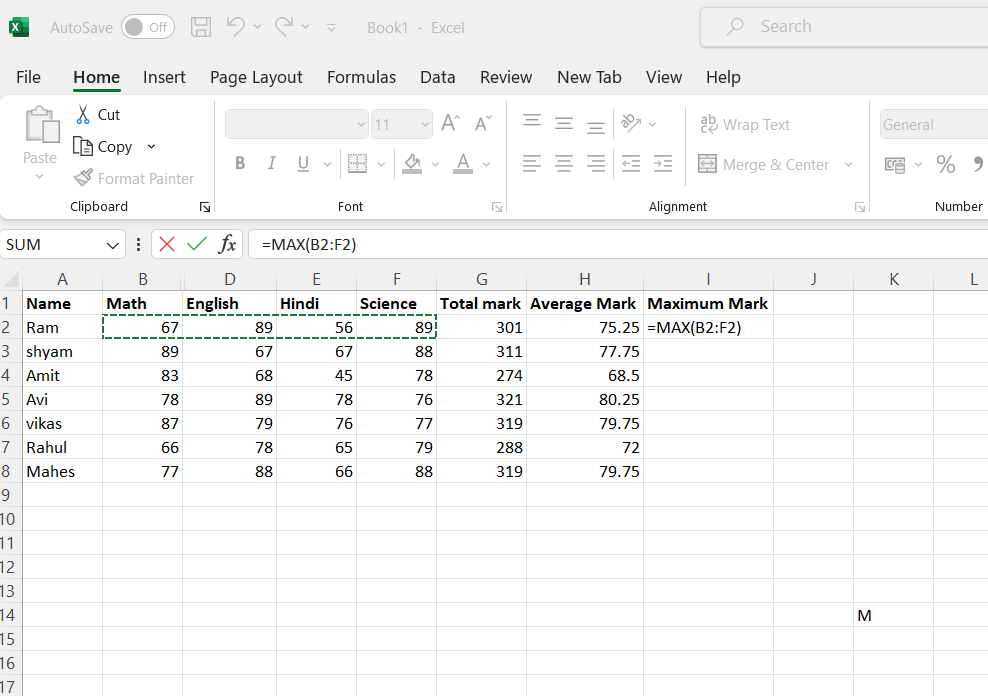 AutoSave Off Book1 - Excel Search
File Home Insert Page Layout Formulas Data Review New Tab View Help
Paste
Cut
Copy
Format Painter
Clipboard
11
A A
B I U A
Font
ab Wrap Text
Merge & Center
Alignment
General
% 
Number
SUM fx =MAX(B2:F2)
A B D E F G H I J K L
1 Name Math English Hindi Science Total mark Average Mark Maximum Mark
2 Ram 67 89 56 89 301 75.25 =MAX(B2:F2)
3 shyam 89 67 67 88 311 77.75
4 Amit 83 68 45 78 274 68.5
5 Avi 78 89 78 76 321 80.25
6 vikas 87 79 76 77 319 79.75
7 Rahul 66 78 65 79 288 72
8 Mahes 77 88 66 88 319 79.75
9
10
11
12
13
14 M
15
16
17